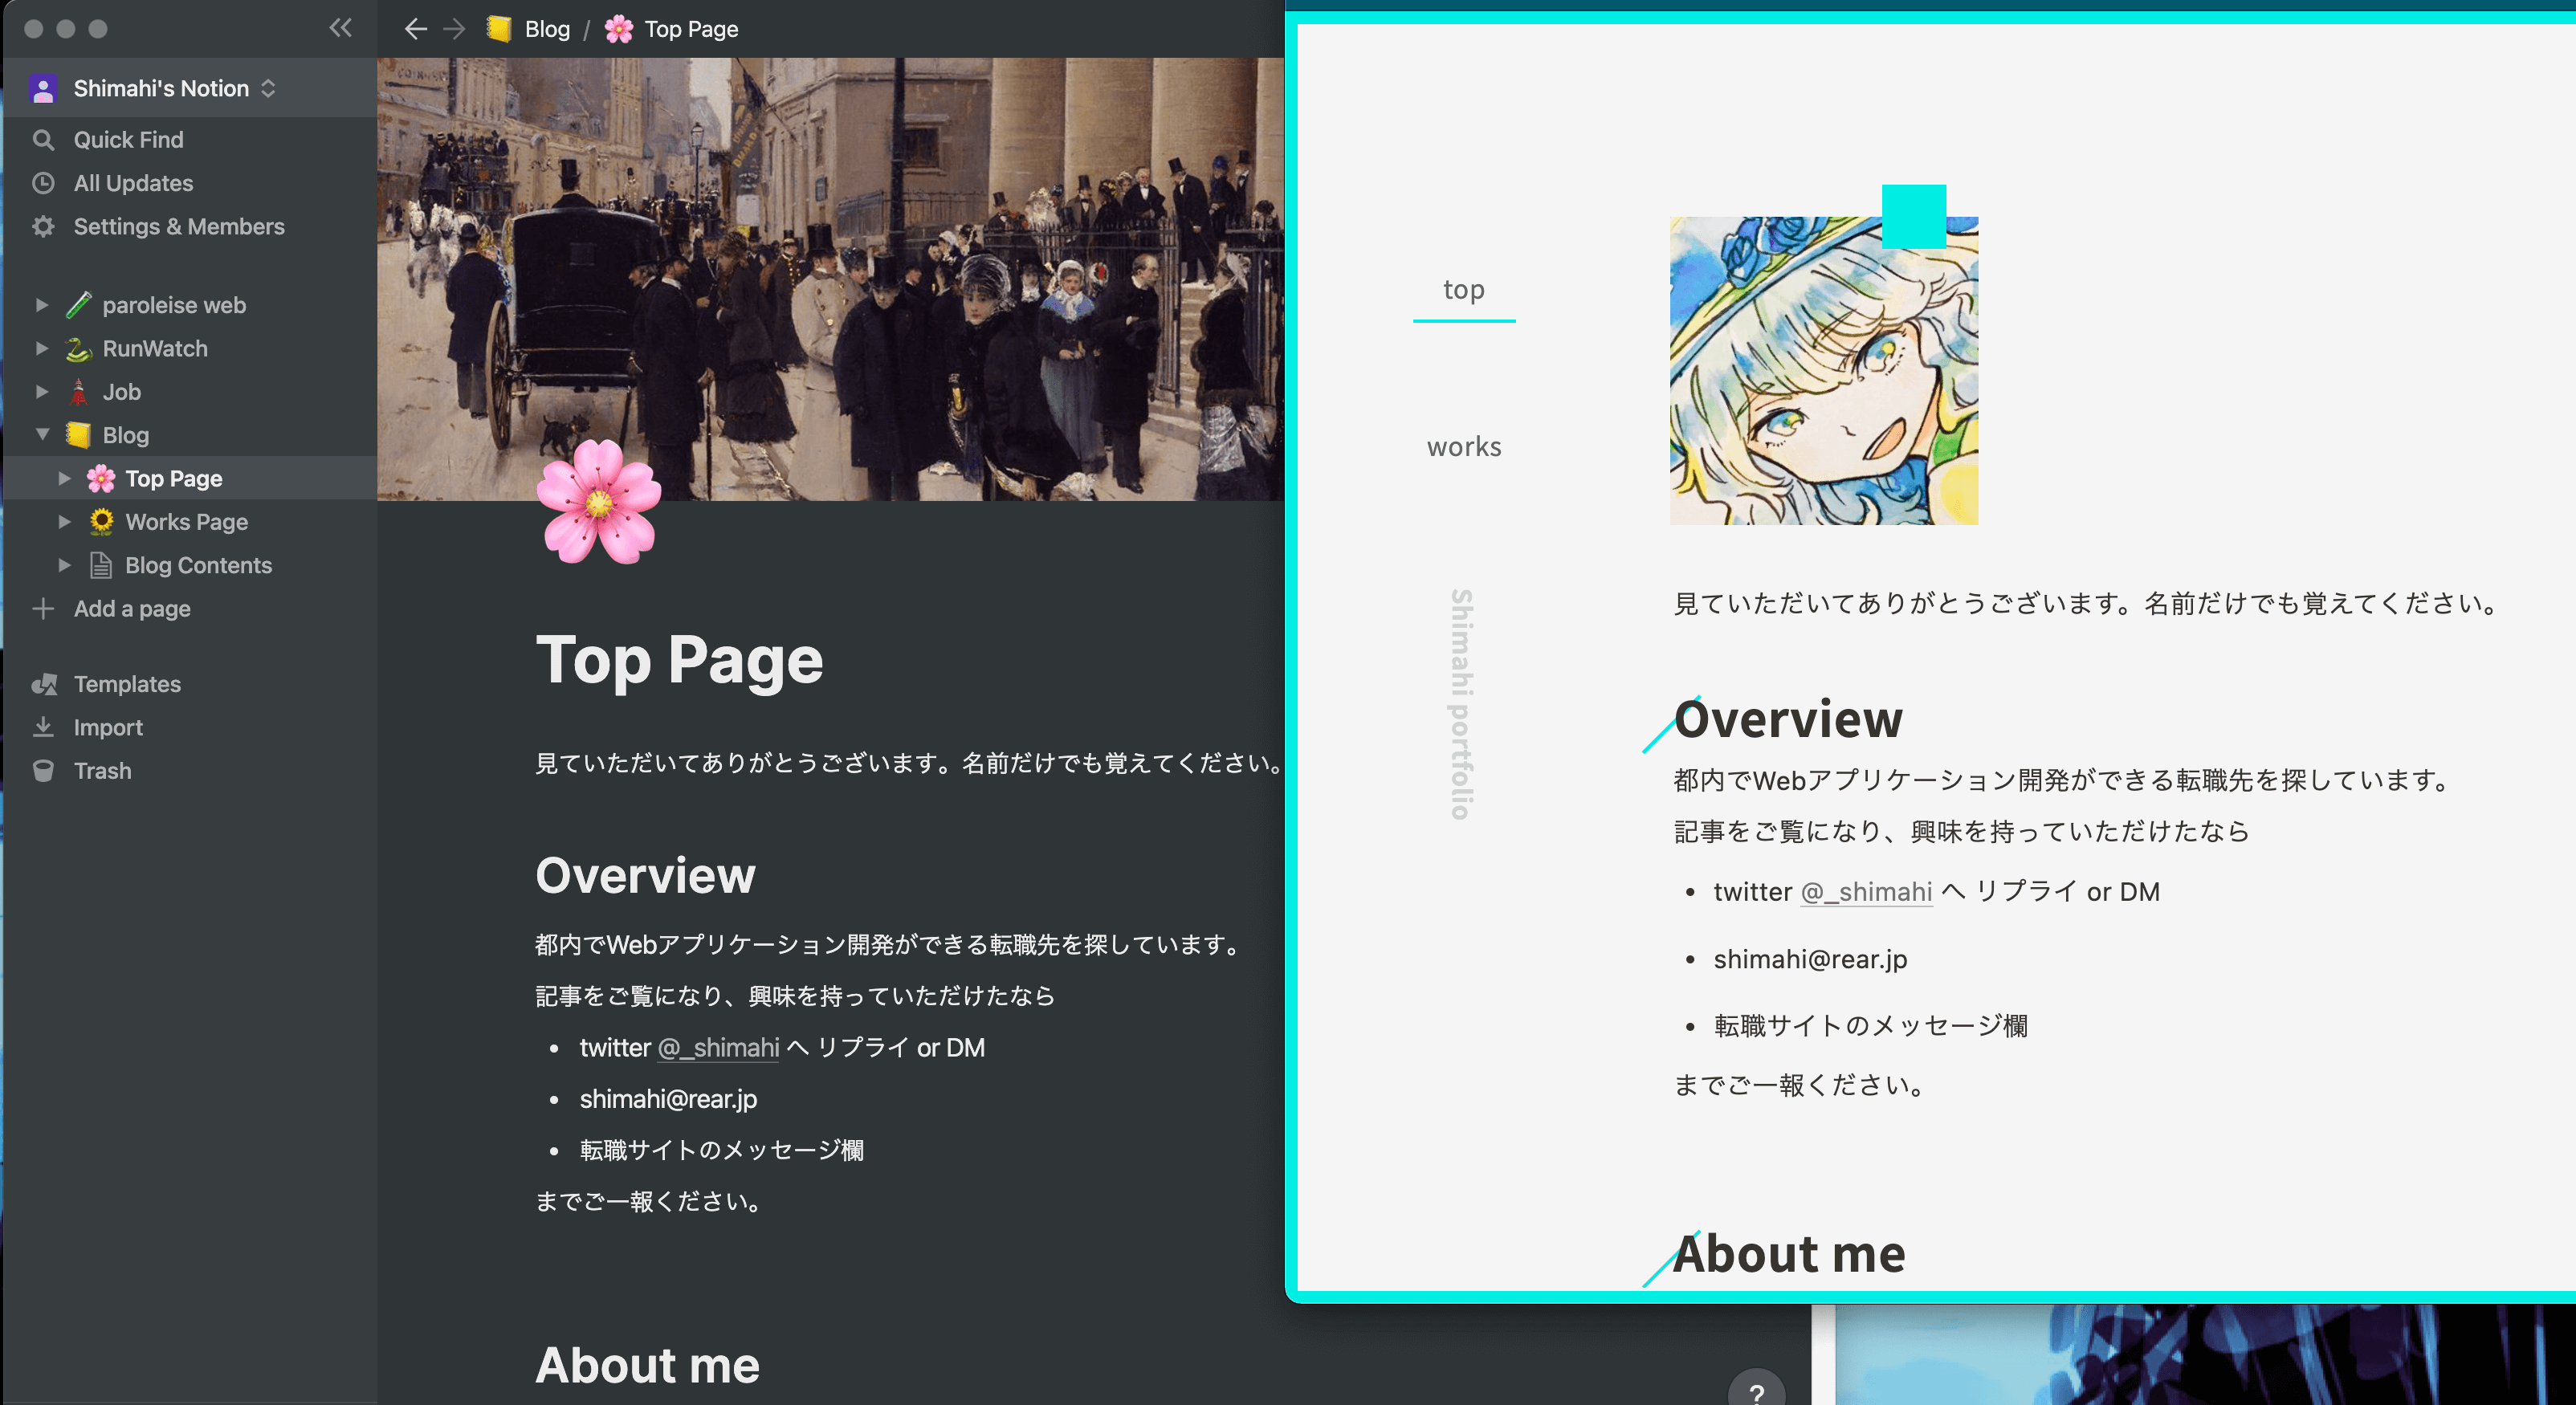 Shimahi's Notion
Quick Find
All Updates
Settings & Members
paroleise web
RunWatch
Job
Blog
Top Page
Works Page
Blog Contents
Add a page
Templates
Import
Trash
Blog / Top Page
Top Page
見ていただいてありがとうございます。名前だけでも覚えてください。
Overview
都内でWebアプリケーション開発ができる転職先を探しています。
記事をご覧になり、興味を持っていただけたなら
• twitter @_shimahi へ リプライ or DM
• shimahi@rear.jp
• 転職サイトのメッセージ欄
までご一報ください。
About me
?
top
works
Shimahi portfolio
見ていただいてありがとうございます。名前だけでも覚えてください。
Overview
都内でWebアプリケーション開発ができる転職先を探しています。
記事をご覧になり、興味を持っていただけたなら
• twitter @_shimahi へ リプライ or DM
• shimahi@rear.jp
• 転職サイトのメッセージ欄
までご一報ください。
About me